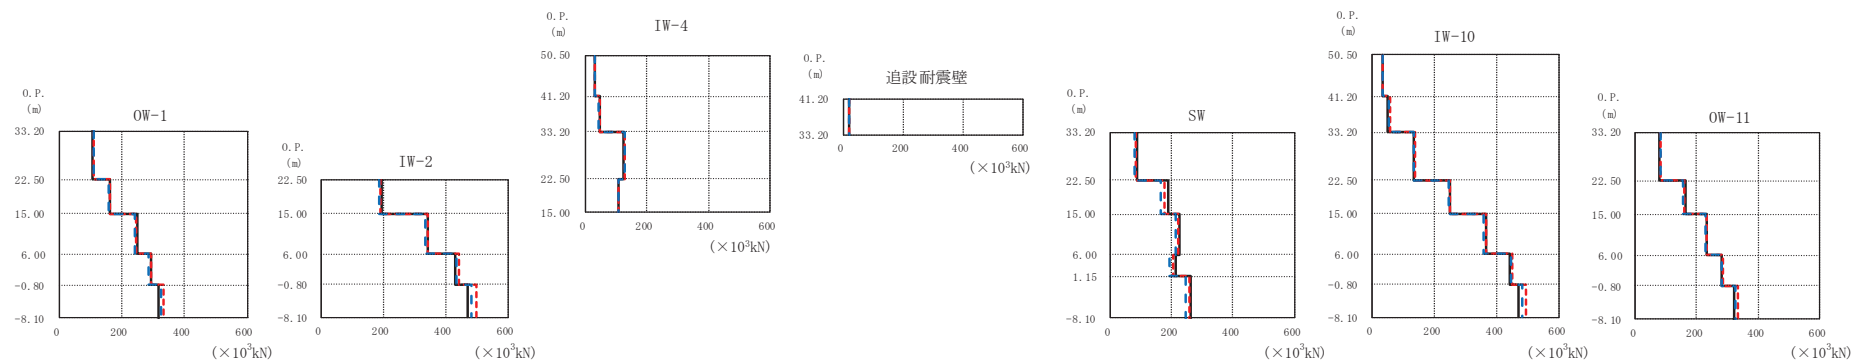 O.P.
(m)
OW-1
33.20
22.50
15.00
6.00
-0.80
-8.10
0
200
400
600
(×10³kN)
O.P.
(m)
IW-2
22.50
15.00
6.00
-0.80
-8.10
0
200
400
600
(×10³kN)
O.P.
(m)
IW-4
50.50
41.20
33.20
22.50
15.00
0
200
400
600
(×10³kN)
O.P.
(m)
追設耐震壁
41.20
33.20
0
200
400
600
(×10³kN)
O.P.
(m)
SW
33.20
22.50
15.00
6.00
1.15
-8.10
0
200
400
600
(×10³kN)
O.P.
(m)
IW-10
50.50
41.20
33.20
22.50
15.00
6.00
-0.80
-8.10
0
200
400
600
(×10³kN)
O.P.
(m)
OW-11
33.20
22.50
15.00
6.00
-0.80
-8.10
0
200
400
600
(×10³kN)